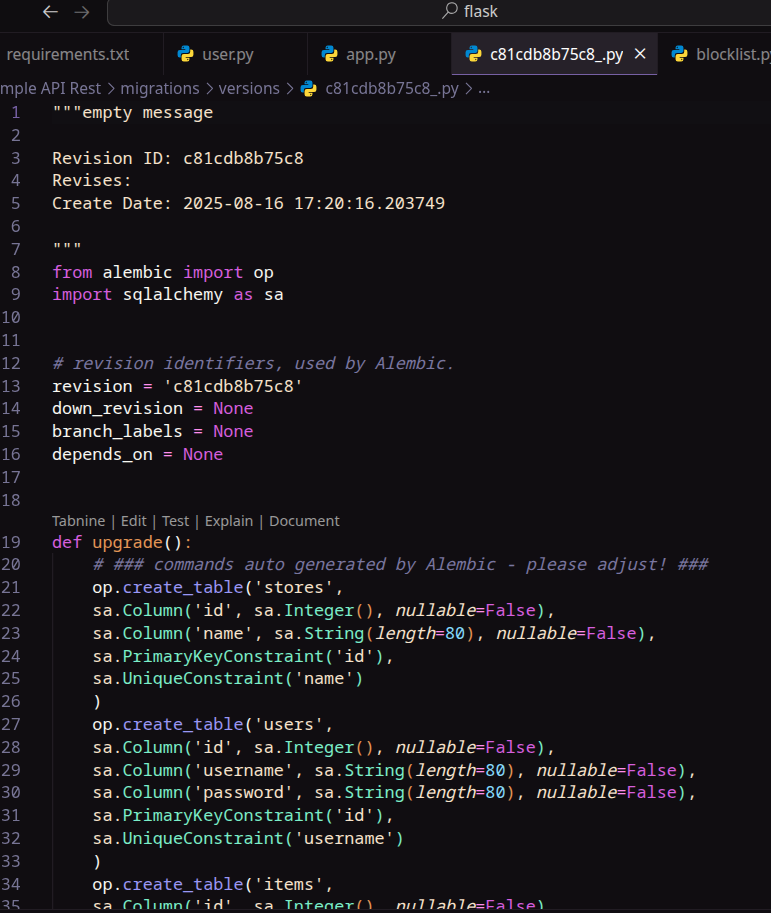 flask
requirements.txt user.py app.py c81cdb8b75c8_.py blocklist.py
mple API Rest > migrations > versions > c81cdb8b75c8_.py > ...
1 """empty message
2
3 Revision ID: c81cdb8b75c8
4 Revises:
5 Create Date: 2025-08-16 17:20:16.203749
6
7 """
8 from alembic import op
9 import sqlalchemy as sa
10
11
12 # revision identifiers, used by Alembic.
13 revision = 'c81cdb8b75c8'
14 down_revision = None
15 branch_labels = None
16 depends_on = None
17
18
Tabnine | Edit | Test | Explain | Document
19 def upgrade():
20 # ### commands auto generated by Alembic - please adjust! ###
21 op.create_table('stores',
22 sa.Column('id', sa.Integer(), nullable=False),
23 sa.Column('name', sa.String(length=80), nullable=False),
24 sa.PrimaryKeyConstraint('id'),
25 sa.UniqueConstraint('name')
26 )
27 op.create_table('users',
28 sa.Column('id', sa.Integer(), nullable=False),
29 sa.Column('username', sa.String(length=80), nullable=False),
30 sa.Column('password', sa.String(length=80), nullable=False),
31 sa.PrimaryKeyConstraint('id'),
32 sa.UniqueConstraint('username')
33 )
34 op.create_table('items',
35 sa.Column('id', sa.Integer(), nullable=False)